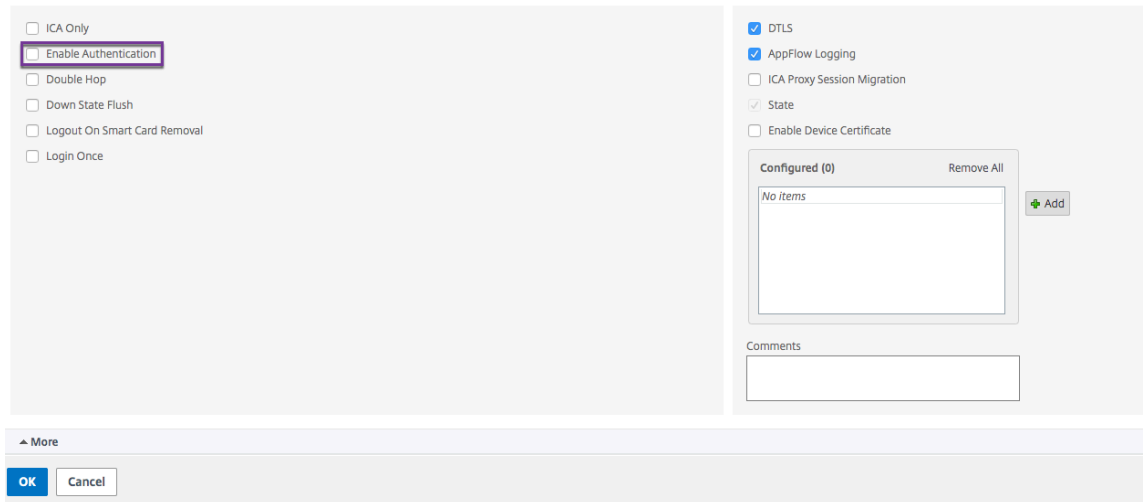 ICA Only
Enable Authentication
Double Hop
Down State Flush
Logout On Smart Card Removal
Login Once
DTLS
AppFlow Logging
ICA Proxy Session Migration
State
Enable Device Certificate
Configured (0) Remove All
No items
Add
Comments
More
OK Cancel